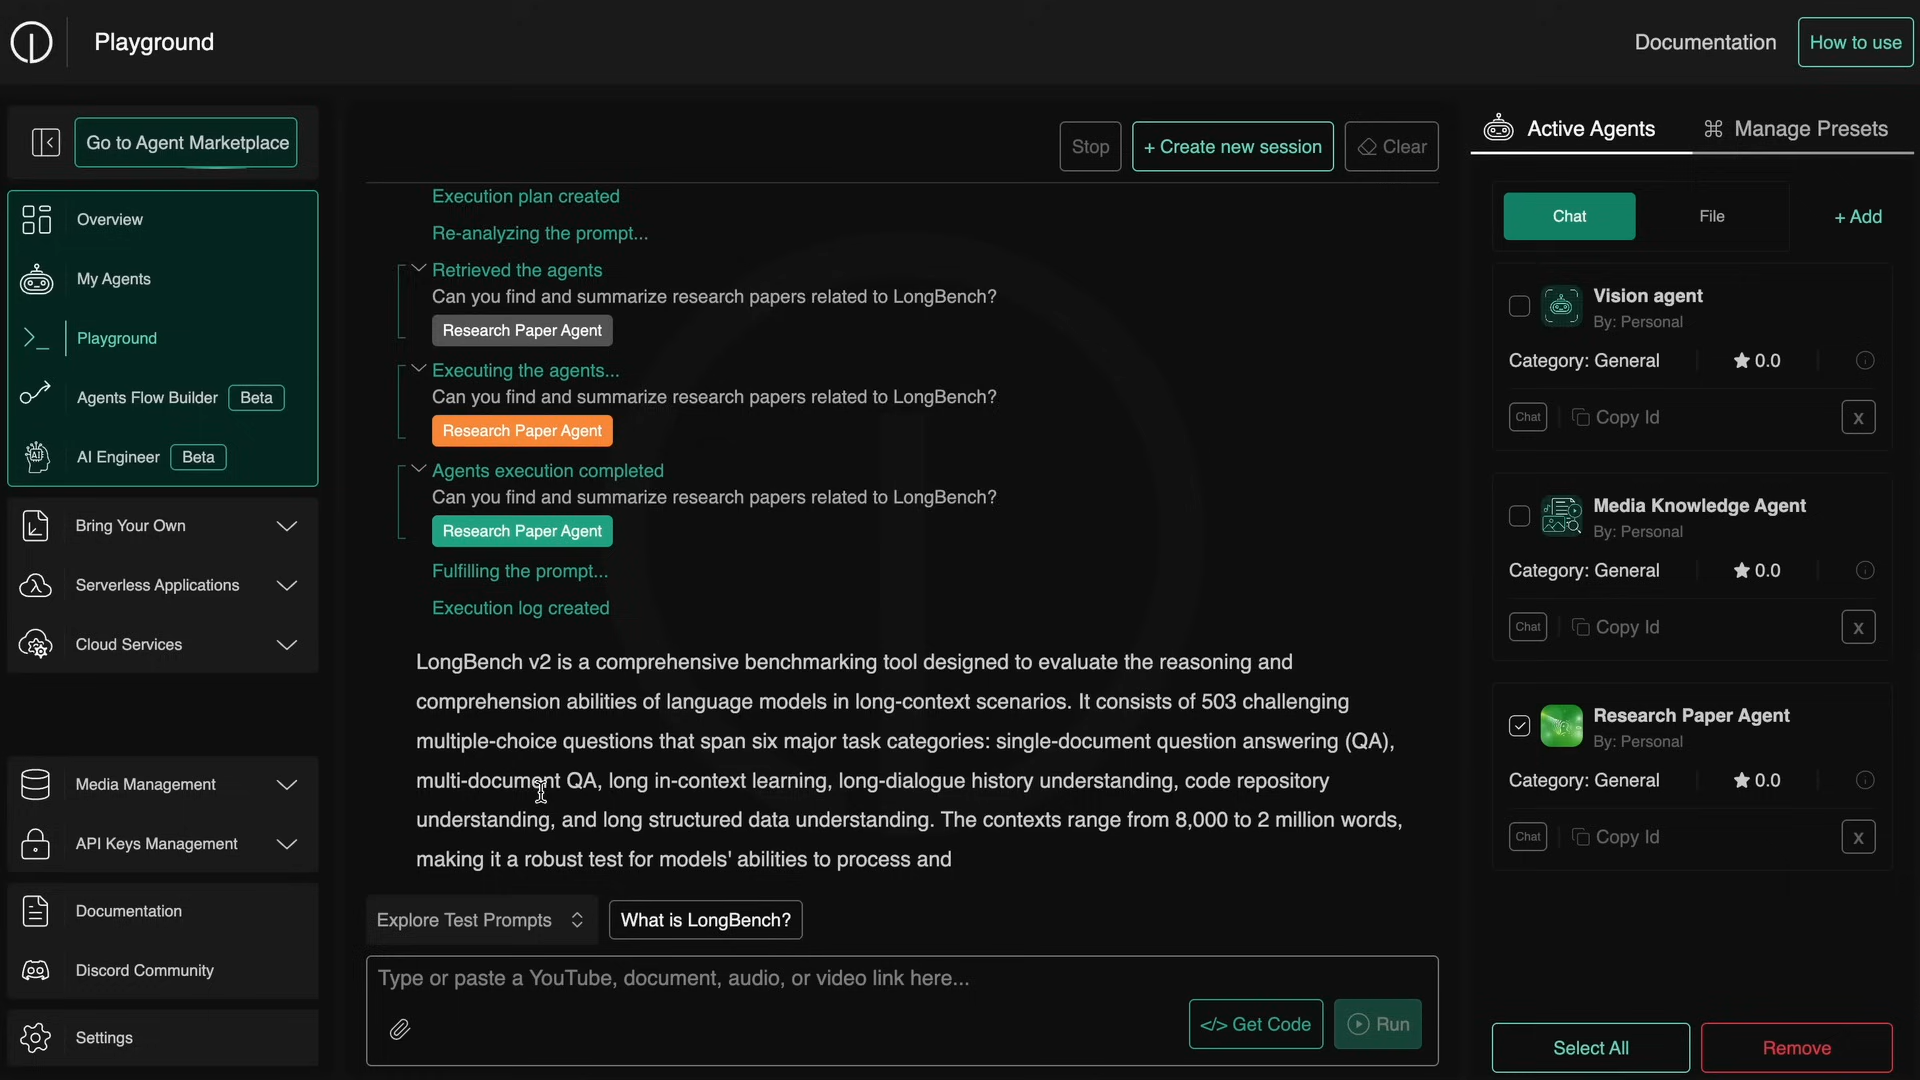 Playground
Documentation
How to use
Go to Agent Marketplace
Overview
My Agents
Playground
Agents Flow Builder
Beta
AI Engineer
Beta
Bring Your Own
Serverless Applications
Cloud Services
Media Management
API Keys Management
Documentation
Discord Community
Settings
Stop
+ Create new session
Clear
Execution plan created
Re-analyzing the prompt...
Retrieved the agents
Can you find and summarize research papers related to LongBench?
Research Paper Agent
Executing the agents...
Can you find and summarize research papers related to LongBench?
Research Paper Agent
Agents execution completed
Can you find and summarize research papers related to LongBench?
Research Paper Agent
Fulfilling the prompt...
Execution log created
LongBench v2 is a comprehensive benchmarking tool designed to evaluate the reasoning and
comprehension abilities of language models in long-context scenarios. It consists of 503 challenging
multiple-choice questions that span six major task categories: single-document question answering (QA),
multi-document QA, long in-context learning, long-dialogue history understanding, code repository
understanding, and long structured data understanding. The contexts range from 8,000 to 2 million words,
making it a robust test for models' abilities to process and
Explore Test Prompts
What is LongBench?
Type or paste a YouTube, document, audio, or video link here...
</> Get Code
Run
Active Agents
Manage Presets
Chat
File
+ Add
Vision agent
By: Personal
Category: General
0.0
Chat
Copy Id
X
Media Knowledge Agent
By: Personal
Category: General
0.0
Chat
Copy Id
X
Research Paper Agent
By: Personal
Category: General
0.0
Chat
Copy Id
X
Select All
Remove